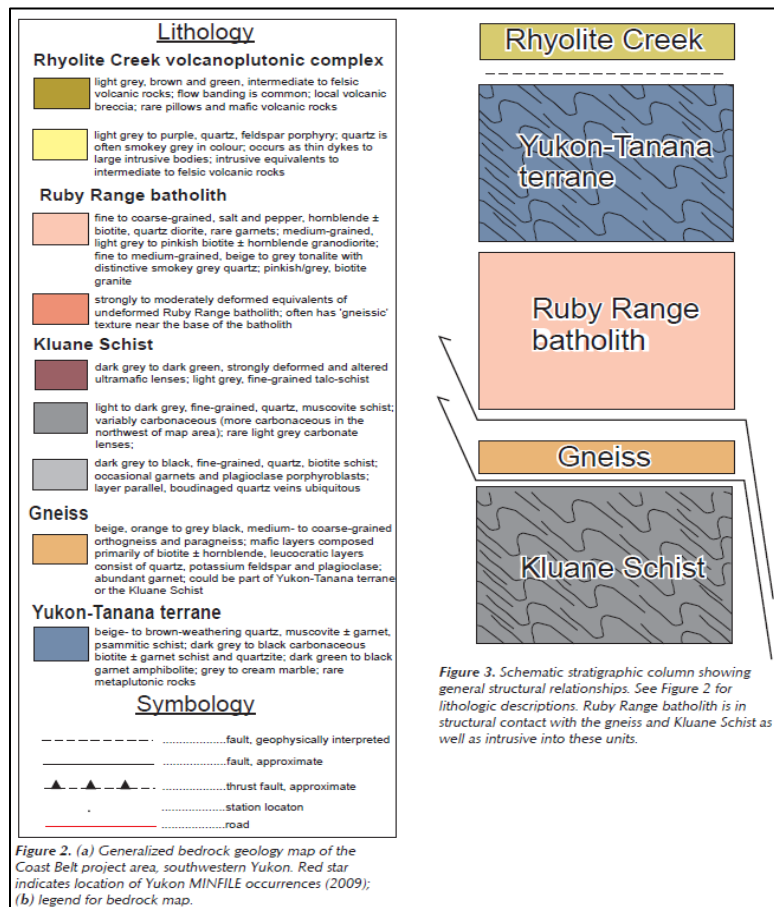 Lithology
Rhyolite Creek volcanoplutonic complex
light grey, brown and green, intermediate to felsic
volcanic rocks; flow banding is common; local volcanic
breccia; rare pillows and mafic volcanic rocks
light grey to purple, quartz, feldspar porphyry; quartz is
often smokey grey in colour; occurs as thin dykes to
large intrusive bodies; intrusive equivalents to
intermediate to felsic volcanic rocks
Ruby Range batholith
fine to coarse-grained, salt and pepper, hornblende ±
biotite, quartz diorite, rare garnets; medium-grained,
light grey to pinkish biotite ± hornblende granodiorite;
fine to medium-grained, beige to grey tonalite with
distinctive smokey grey quartz; pinkish/grey, biotite
granite
strongly to moderately deformed equivalents of
undeformed Ruby Range batholith; often has 'gneissic'
texture near the base of the batholith
Kluane Schist
dark grey to dark green, strongly deformed and altered
ultramafic lenses; light grey, fine-grained talc-schist
light to dark grey, fine-grained, quartz, muscovite schist;
variably carbonaceous (more carbonaceous in the
northwest of map area); rare light grey carbonate
lenses;
dark grey to black, fine-grained, quartz, biotite schist;
occasional garnets and plagioclase porphyroblasts;
layer parallel, boudinaged quartz veins ubiquitous
Gneiss
beige, orange to grey black, medium- to coarse-grained
orthogneiss and paragneiss; mafic layers composed
primarily of biotite ± hornblende, leucocratic layers
consist of quartz, potassium feldspar and plagioclase;
abundant garnet; could be part of Yukon-Tanana terrane
or the Kluane Schist
Yukon-Tanana terrane
beige- to brown-weathering quartz, muscovite ± garnet,
psammitic schist; dark grey to black carbonaceous
biotite ± garnet schist and quartzite; dark green to black
garnet amphibolite; grey to cream marble; rare
metaplutonic rocks
Symbology
...................fault, geophysically interpreted
...................fault, approximate
...................thrust fault, approximate
...................station locaton
...................road
Figure 2. (a) Generalized bedrock geology map of the
Coast Belt project area, southwestern Yukon. Red star
indicates location of Yukon MINFILE occurrences (2009);
(b) legend for bedrock map.
Rhyolite Creek
Yukon-Tanana
terrane
Ruby Range
batholith
Gneiss
Kluane Schist
Figure 3. Schematic stratigraphic column showing
general structural relationships. See Figure 2 for
lithologic descriptions. Ruby Range batholith is in
structural contact with the gneiss and Kluane Schist as
well as intrusive into these units.